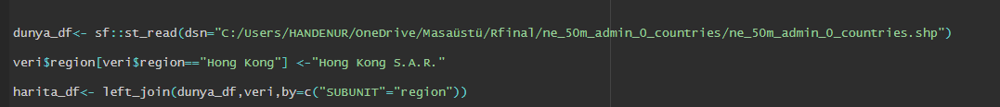 dunya_df<- sf::st_read(dsn="C:/Users/HANDENUR/OneDrive/Masaüstü/Rfinal/ne_50m_admin_0_countries/ne_50m_admin_0_countries.shp")
veri$region[veri$region=="Hong Kong"] <-"Hong Kong S.A.R."
harita_df<- left_join(dunya_df,veri,by=c("SUBUNIT"="region"))